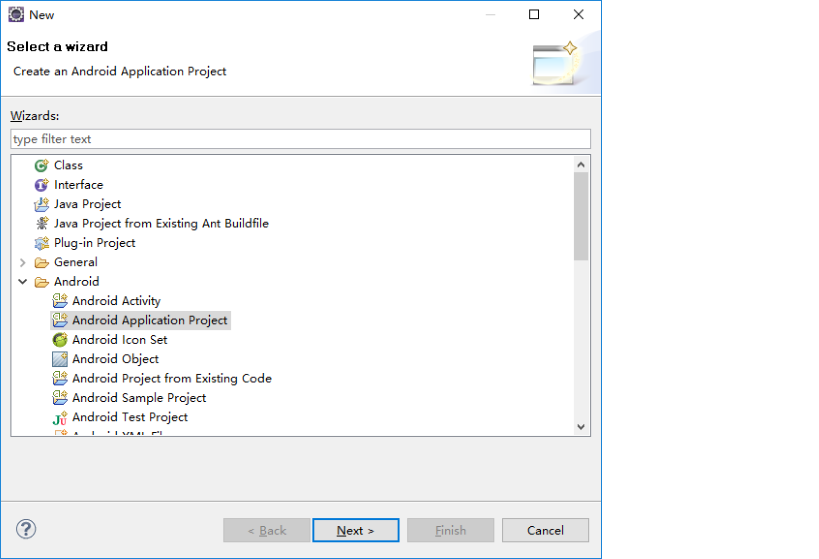 New
Select a wizard
Create an Android Application Project
Wizards:
type filter text
Class
Interface
Java Project
Java Project from Existing Ant Buildfile
Plug-in Project
General
Android
Android Activity
Android Application Project
Android Icon Set
Android Object
Android Project from Existing Code
Android Sample Project
Android Test Project
< Back
Next >
Finish
Cancel